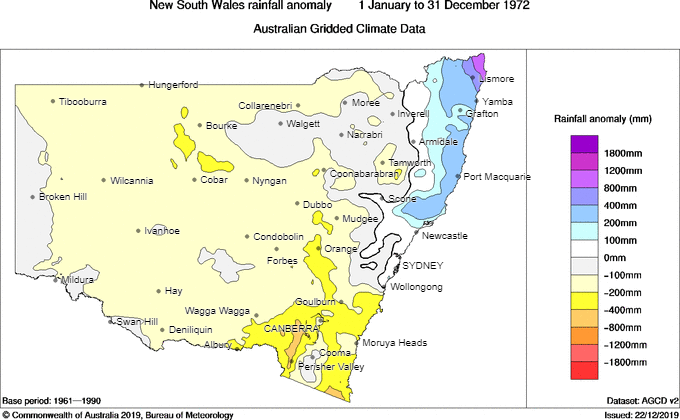 New South Wales rainfall anomaly 1 January to 31 December 1972
Australian Gridded Climate Data
Lismore
Hungerford
Tibooburra
Collarenebri
Moree
Yamba
Inverell
Grafton
Bourke
Walgett
Narrabri
Armidale
Tamworth
Coonabarabran
Port Macquarie
Wilcannia
Cobar
Nyngan
Broken Hill
Scone
Dubbo
Mudgee
Ivanhoe
Condobolin
Newcastle
Orange
Forbes
SYDNEY
Mildura
Hay
Wollongong
Goulburn
Wagga Wagga
Swan Hill
Deniliquin
CANBERRA
Albury
Moruya Heads
Cooma
Perisher Valley
Rainfall anomaly (mm)
1800mm
1200mm
800mm
400mm
200mm
100mm
0mm
-100mm
-200mm
-400mm
-800mm
-1200mm
-1800mm
Base period: 1961—1990
Dataset: AGCD v2
© Commonwealth of Australia 2019, Bureau of Meteorology
Issued: 22/12/2019